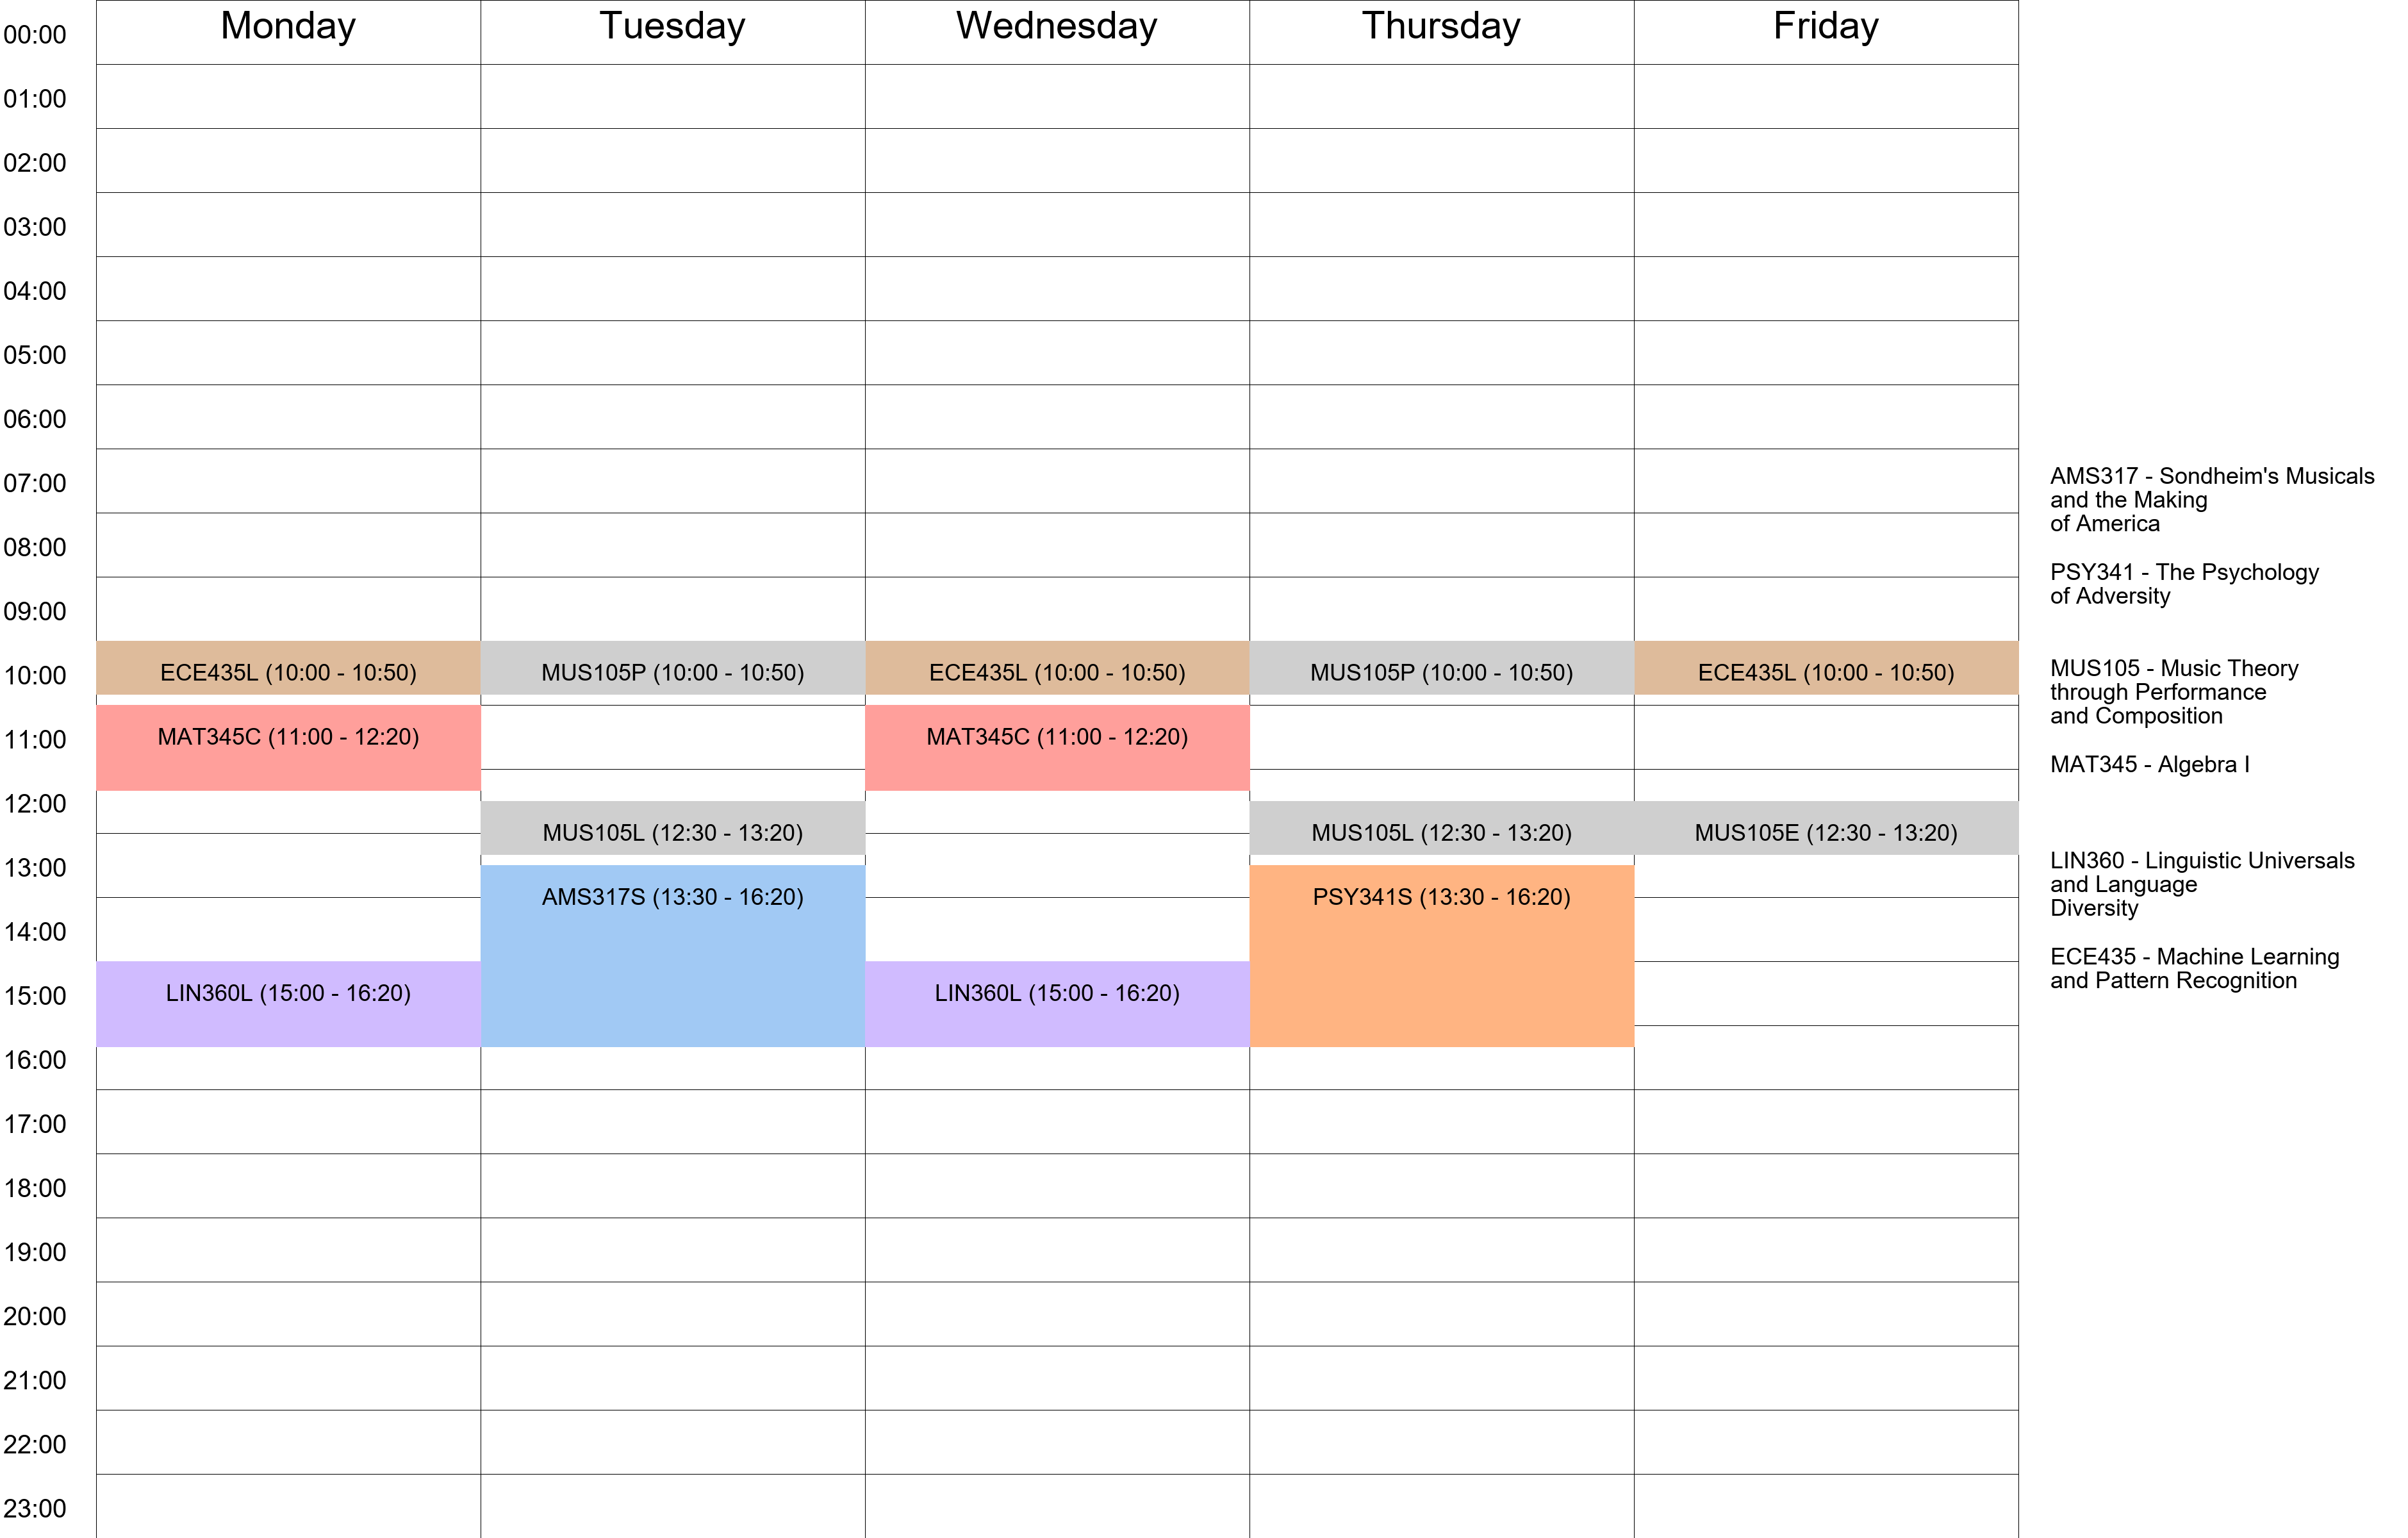 Monday Tuesday Wednesday Thursday Friday
00:00
01:00
02:00
03:00
04:00
05:00
06:00
07:00
08:00
09:00
10:00 ECE435L (10:00 - 10:50) MUS105P (10:00 - 10:50) ECE435L (10:00 - 10:50) MUS105P (10:00 - 10:50) ECE435L (10:00 - 10:50)
11:00 MAT345C (11:00 - 12:20) MAT345C (11:00 - 12:20)
12:00
MUS105L (12:30 - 13:20) MUS105L (12:30 - 13:20) MUS105E (12:30 - 13:20)
13:00
AMS317S (13:30 - 16:20) PSY341S (13:30 - 16:20)
14:00
15:00 LIN360L (15:00 - 16:20) LIN360L (15:00 - 16:20)
16:00
17:00
18:00
19:00
20:00
21:00
22:00
23:00
AMS317 - Sondheim's Musicals
and the Making
of America
PSY341 - The Psychology
of Adversity
MUS105 - Music Theory
through Performance
and Composition
MAT345 - Algebra I
LIN360 - Linguistic Universals
and Language
Diversity
ECE435 - Machine Learning
and Pattern Recognition